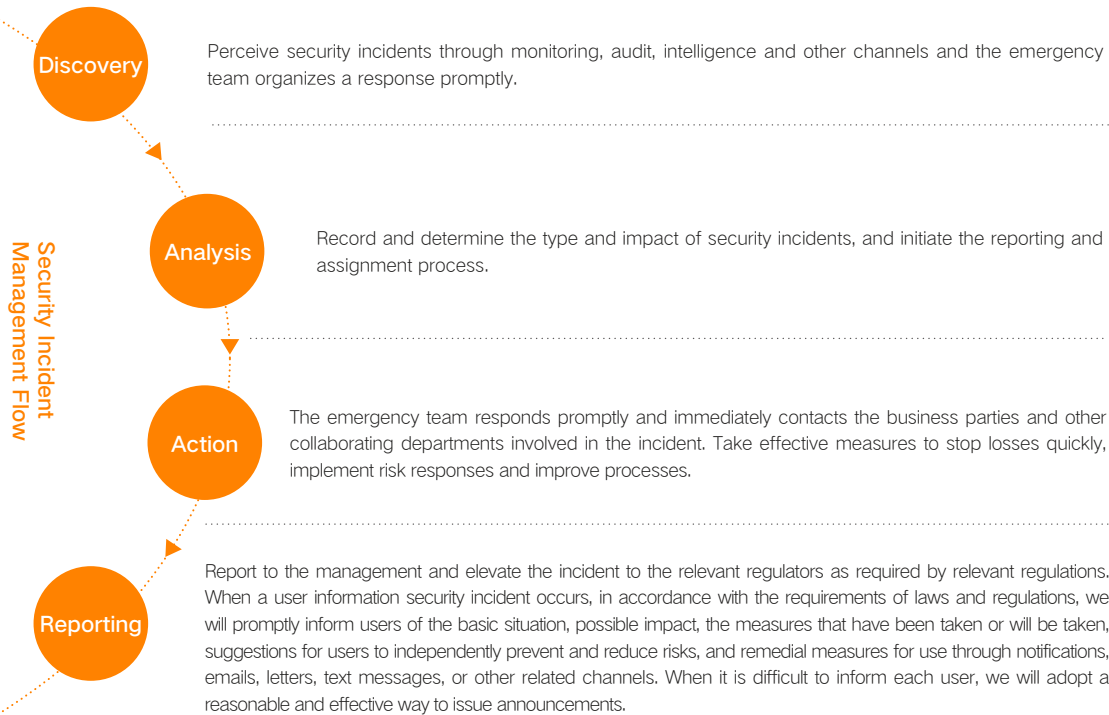 Security Incident
Management Flow
Discovery
Perceive security incidents through monitoring, audit, intelligence and other channels and the emergency
team organizes a response promptly.
Analysis
Record and determine the type and impact of security incidents, and initiate the reporting and
assignment process.
Action
The emergency team responds promptly and immediately contacts the business parties and other
collaborating departments involved in the incident. Take effective measures to stop losses quickly,
implement risk responses and improve processes.
Reporting
Report to the management and elevate the incident to the relevant regulators as required by relevant regulations.
When a user information security incident occurs, in accordance with the requirements of laws and regulations, we
will promptly inform users of the basic situation, possible impact, the measures that have been taken or will be taken,
suggestions for users to independently prevent and reduce risks, and remedial measures for use through notifications,
emails, letters, text messages, or other related channels. When it is difficult to inform each user, we will adopt a
reasonable and effective way to issue announcements.